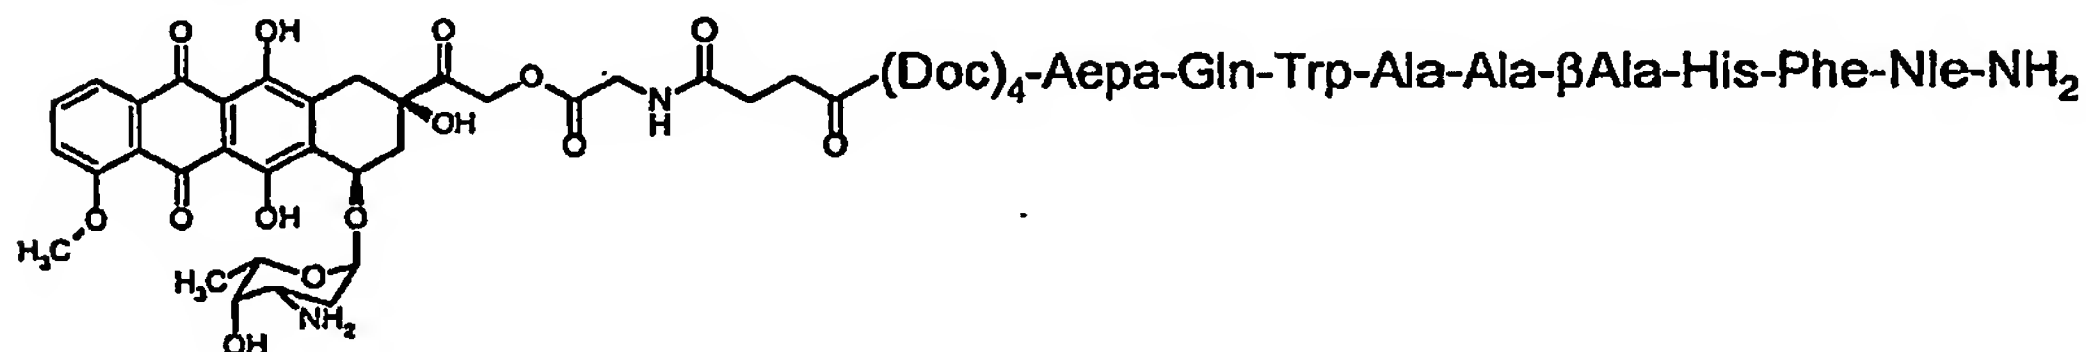 O OH O O
O (Doc)₄-Aepa-Gln-Trp-Ala-Ala-βAla-His-Phe-Nle-NH₂
N
H
OH
O O
O O OH O
H₃C
H₃C O
NH₂
OH